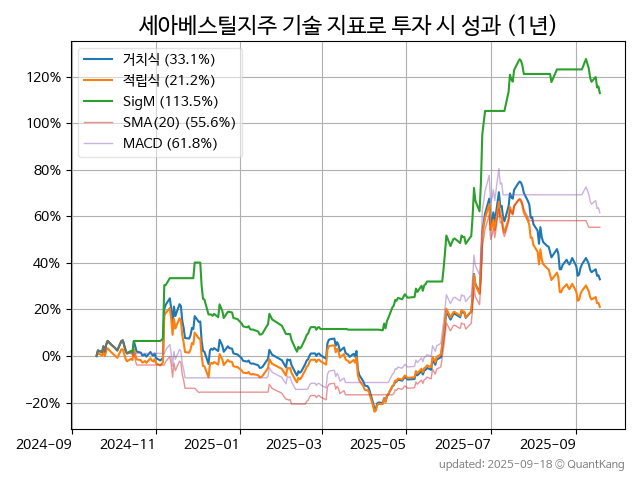 세아베스틸지주 기술 지표로 투자 시 성과 (1년)
거치식 (33.1%)
적립식 (21.2%)
SigM (113.5%)
SMA(20) (55.6%)
MACD (61.8%)
120%
100%
80%
60%
40%
20%
0%
−20%
2024-09 2024-11 2025-01 2025-03 2025-05 2025-07 2025-09
updated: 2025-09-18 ⓒ QuantKang